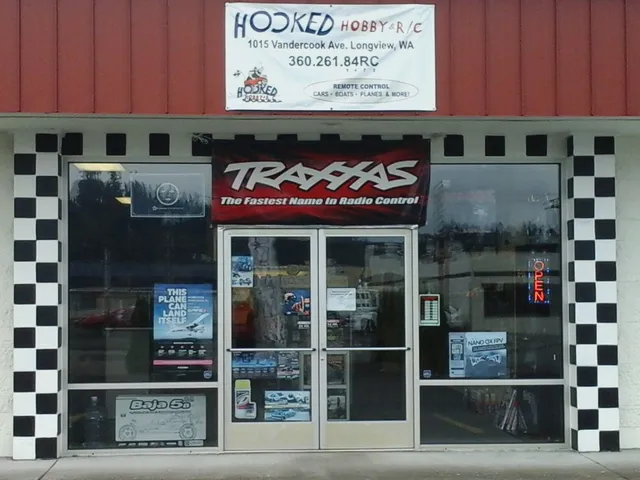 HOOKED HOBBY & R/C
1015 Vandercook Ave. Longview, WA
360.261.84RC
HOOKED
REMOTE CONTROL
CARS · BOATS · PLANES & MORE!
TRAXXAS
The Fastest Name In Radio Control
OPEN
THIS
PLANE
CAN
LAND
ITSELF
NANO QX FPV
Baja 5B